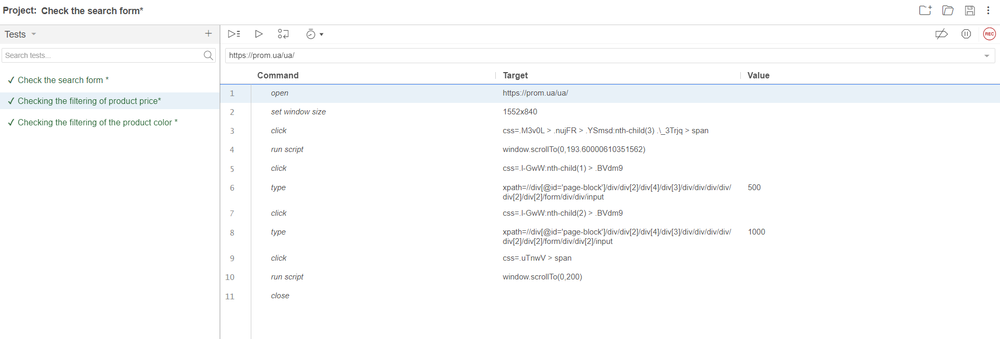 Project: Check the search form*
Tests
Search tests...
✓ Check the search form *
✓ Checking the filtering of product price*
✓ Checking the filtering of the product color *
REC
https://prom.ua/ua/
Command Target Value
1 open https://prom.ua/ua/
2 set window size 1552x840
3 click css=.M3v0L > .nujFR > .YSmsd:nth-child(3) .\_3Trjq > span
4 run script window.scrollTo(0,193.60000610351562)
5 click css=.l-GwW:nth-child(1) > .BVdm9
6 type xpath=//div[@id='page-block']/div/div[2]/div[4]/div[3]/div/div/div/div/ 500
div[2]/div[2]/form/div/div/input
7 click css=.l-GwW:nth-child(2) > .BVdm9
8 type xpath=//div[@id='page-block']/div/div[2]/div[4]/div[3]/div/div/div/div/ 1000
div[2]/div[2]/form/div/div[2]/input
9 click css=.uTnwV > span
10 run script window.scrollTo(0,200)
11 close